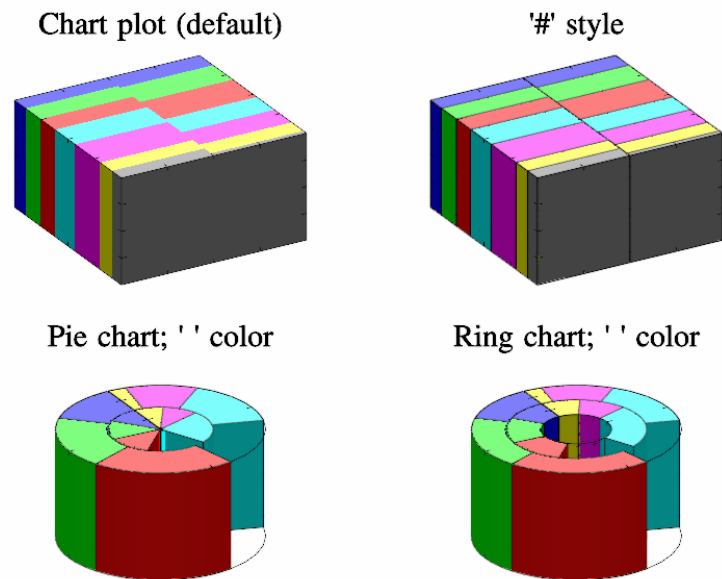 Chart plot (default)
'#' style
Pie chart; ' ' color
Ring chart; ' ' color